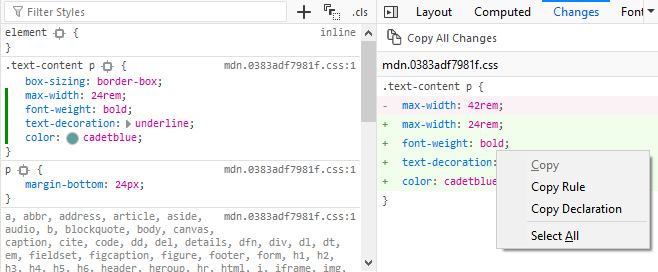 Filter Styles
:hov .cls
element {
inline
}
.text-content p {
mdn.0383adf7981f.css:1
box-sizing: border-box;
max-width: 24rem;
font-weight: bold;
text-decoration: underline;
color: cadetblue;
}
p {
mdn.0383adf7981f.css:1
margin-bottom: 24px;
}
a, abbr, address, article, aside,
mdn.0383adf7981f.css:1
audio, b, blockquote, body, canvas,
caption, cite, code, dd, del, details, dfn, div, dl, dt,
em, fieldset, figcaption, figure, footer, form, h1, h2,
h3, h4, h5, h6, header, hgroup, hr, html, i, iframe, img,
Layout Computed Changes Font
Copy All Changes
mdn.0383adf7981f.css
.text-content p {
- max-width: 42rem;
+ max-width: 24rem;
+ font-weight: bold;
+ text-decoration:
+ color: cadetblue
}
Copy
Copy Rule
Copy Declaration
Select All